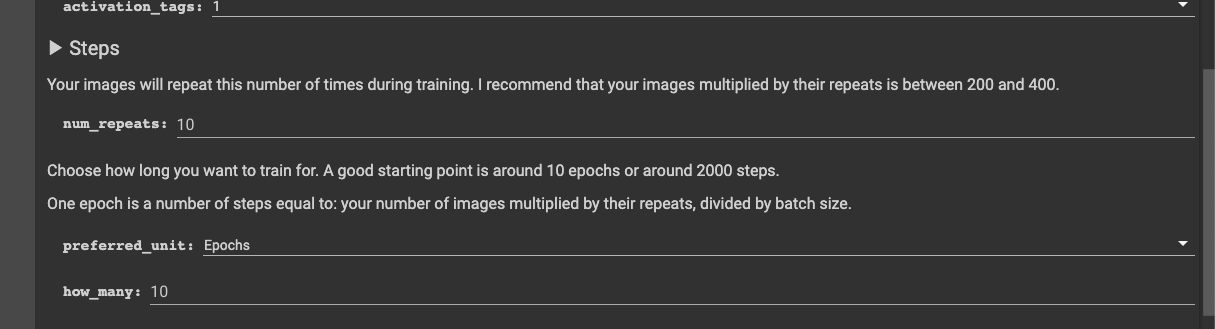 activation_tags: 1
Steps
Your images will repeat this number of times during training. I recommend that your images multiplied by their repeats is between 200 and 400.
num_repeats: 10
Choose how long you want to train for. A good starting point is around 10 epochs or around 2000 steps.
One epoch is a number of steps equal to: your number of images multiplied by their repeats, divided by batch size.
preferred_unit: Epochs
how_many: 10